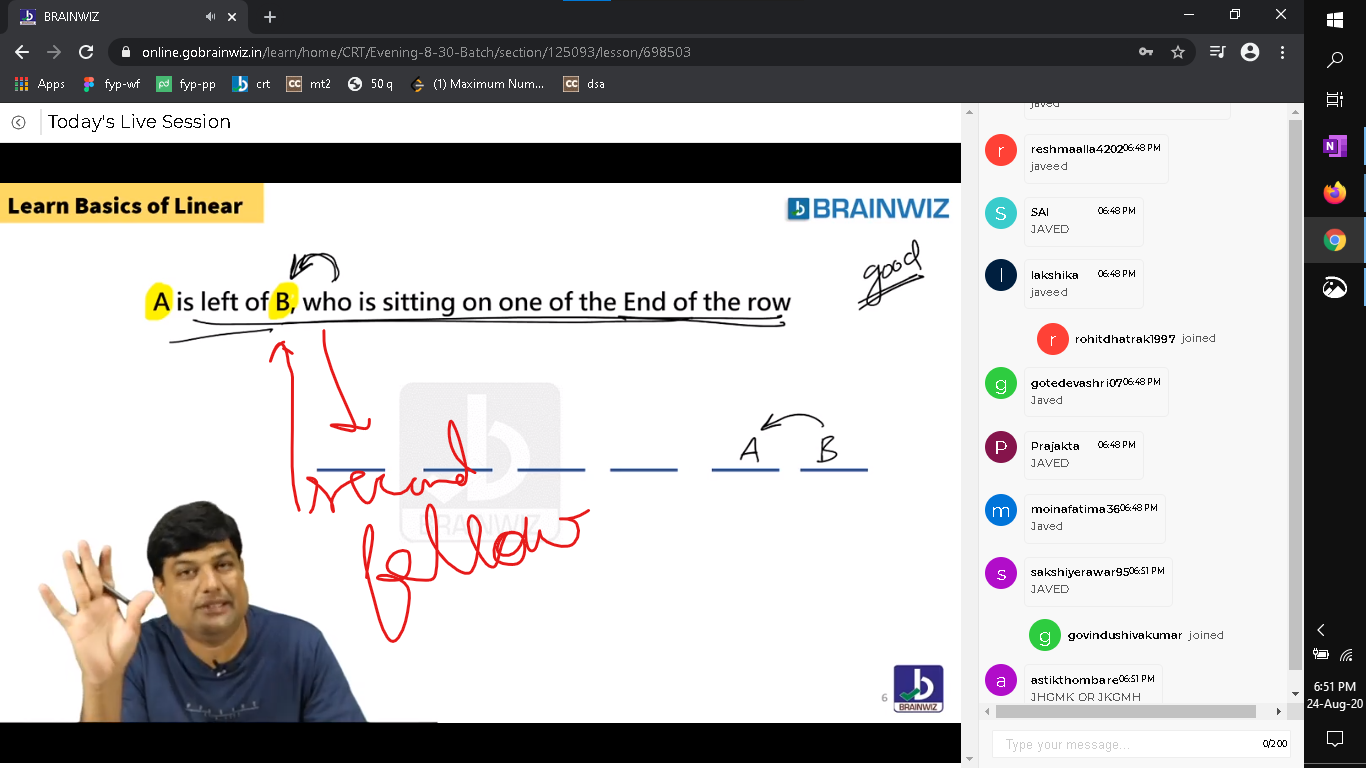 BRAINWIZ
online.gobrainwiz.in/learn/home/CRT/Evening-8-30-Batch/section/125093/lesson/698503
Apps fyp-wf fyp-pp crt CC mt2 50 q (1) Maximum Num... CC dsa
Today's Live Session
Learn Basics of Linear
BRAINWIZ
good
A is left of B, who is sitting on one of the End of the row
A B
second
fellow
BRAINWIZ
6
BRAINWIZ
javed
r reshmaalla4202 06:48 PM
javeed
S SAI 06:48 PM
JAVED
l lakshika 06:48 PM
javeed
r rohitdhatrak1997 joined
g gotedevashri07 06:48 PM
Javed
P Prajakta 06:48 PM
JAVED
m moinafatima36 06:48 PM
Javed
s sakshiyerawar95 06:51 PM
JAVED
g govindushivakumar joined
a astikthombare 06:51 PM
JHGMK OR JKGMH
Type your message... 0/200
N
6:51 PM
24-Aug-20